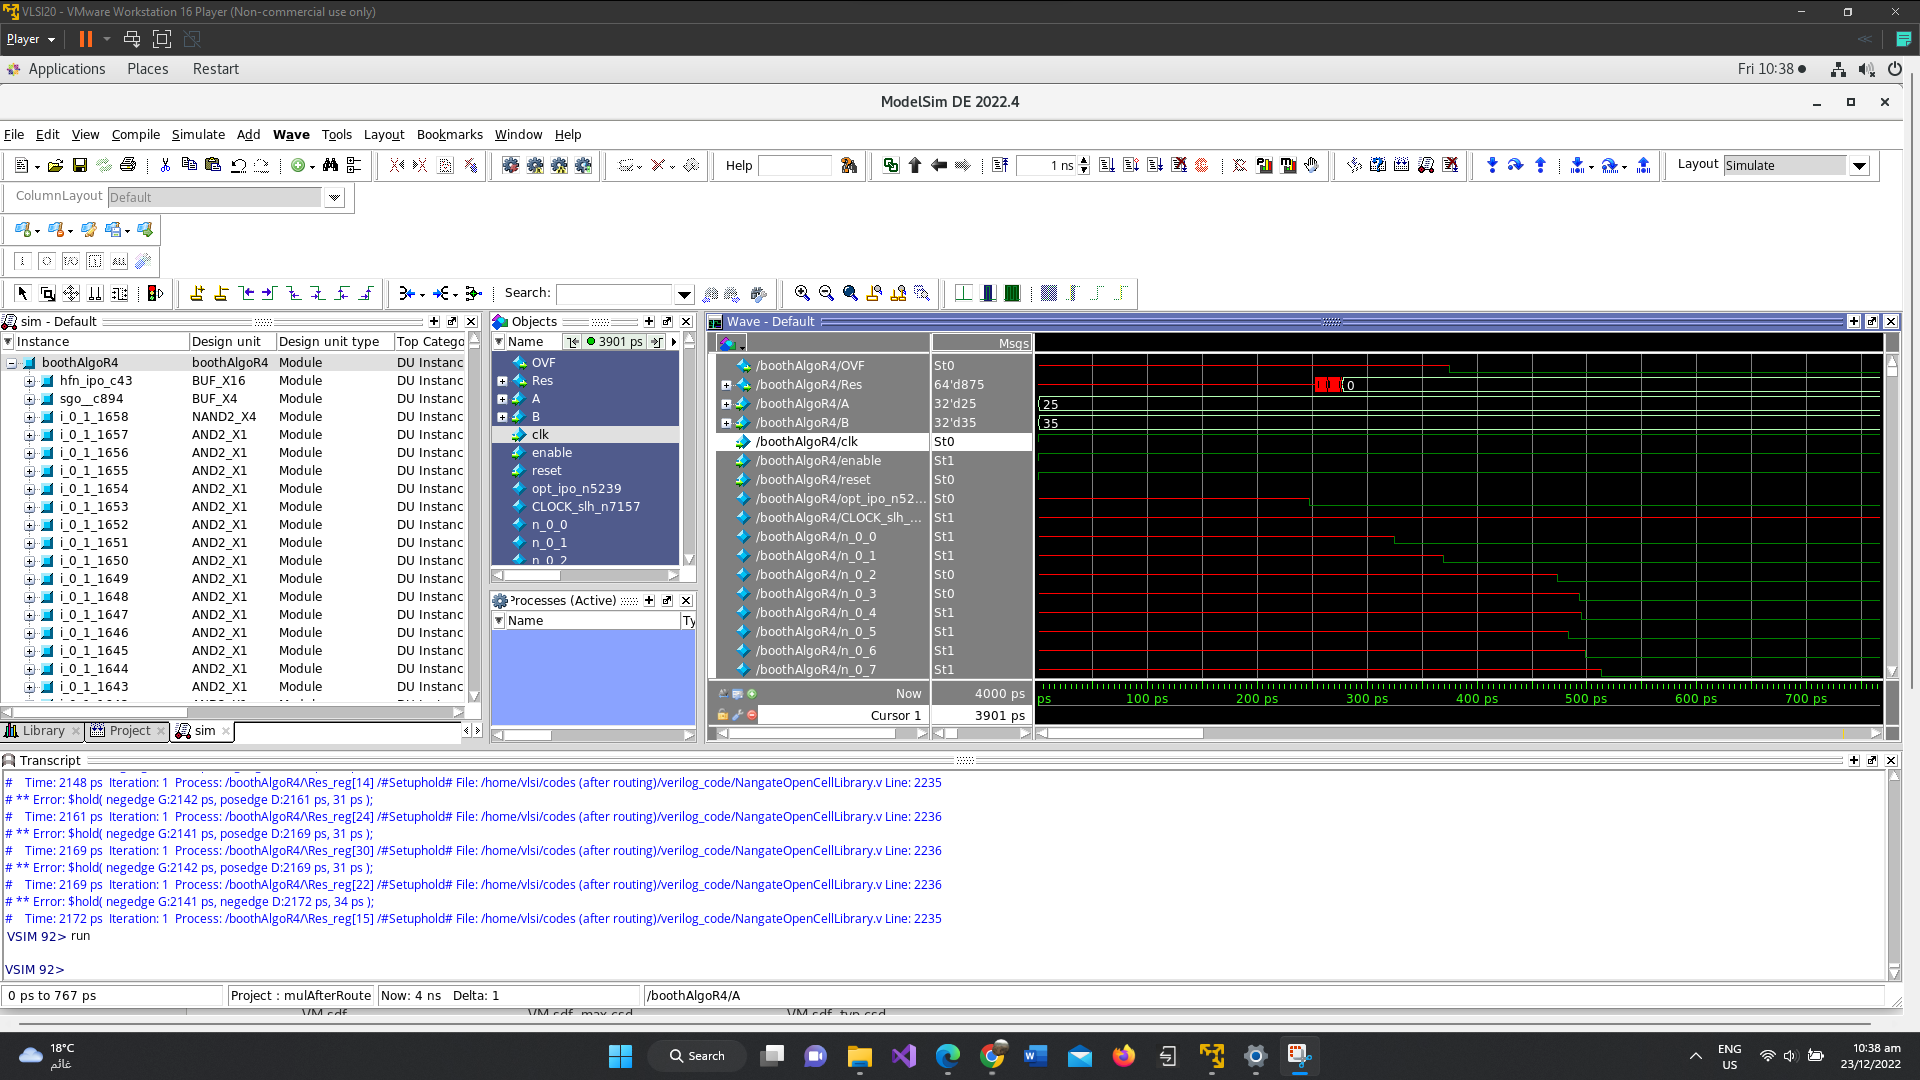 VLSI20 - VMware Workstation 16 Player (Non-commercial use only)
Player
Applications Places Restart Fri 10:38
ModelSim DE 2022.4
File Edit View Compile Simulate Add Wave Tools Layout Bookmarks Window Help
Help 1 ns Layout Simulate
ColumnLayout Default
Search:
sim - Default
Instance Design unit Design unit type Top Catego
boothAlgoR4 boothAlgoR4 Module DU Instanc
hfn_ipo_c43 BUF_X16 Module DU Instanc
sgo__c894 BUF_X4 Module DU Instanc
i_0_1_1658 NAND2_X4 Module DU Instanc
i_0_1_1657 AND2_X1 Module DU Instanc
i_0_1_1656 AND2_X1 Module DU Instanc
i_0_1_1655 AND2_X1 Module DU Instanc
i_0_1_1654 AND2_X1 Module DU Instanc
i_0_1_1653 AND2_X1 Module DU Instanc
i_0_1_1652 AND2_X1 Module DU Instanc
i_0_1_1651 AND2_X1 Module DU Instanc
i_0_1_1650 AND2_X1 Module DU Instanc
i_0_1_1649 AND2_X1 Module DU Instanc
i_0_1_1648 AND2_X1 Module DU Instanc
i_0_1_1647 AND2_X1 Module DU Instanc
i_0_1_1646 AND2_X1 Module DU Instanc
i_0_1_1645 AND2_X1 Module DU Instanc
i_0_1_1644 AND2_X1 Module DU Instanc
i_0_1_1643 AND2_X1 Module DU Instanc
Library Project sim
Objects
Name 3901 ps
OVF
Res
A
B
clk
enable
reset
opt_ipo_n5239
CLOCK_slh_n7157
n_0_0
n_0_1
n_0_2
Processes (Active)
Name Ty
Wave - Default
Msgs
/boothAlgoR4/OVF St0
/boothAlgoR4/Res 64'd875 0
/boothAlgoR4/A 32'd25 25
/boothAlgoR4/B 32'd35 35
/boothAlgoR4/clk St0
/boothAlgoR4/enable St1
/boothAlgoR4/reset St0
/boothAlgoR4/opt_ipo_n52... St0
/boothAlgoR4/CLOCK_slh_... St1
/boothAlgoR4/n_0_0 St1
/boothAlgoR4/n_0_1 St1
/boothAlgoR4/n_0_2 St0
/boothAlgoR4/n_0_3 St0
/boothAlgoR4/n_0_4 St1
/boothAlgoR4/n_0_5 St1
/boothAlgoR4/n_0_6 St1
/boothAlgoR4/n_0_7 St1
Now 4000 ps ps 100 ps 200 ps 300 ps 400 ps 500 ps 600 ps 700 ps
Cursor 1 3901 ps
Transcript
# Time: 2148 ps Iteration: 1 Process: /boothAlgoR4/\Res_reg[14] /#Setuphold# File: /home/vlsi/codes (after routing)/verilog_code/NangateOpenCellLibrary.v Line: 2235
# ** Error: $hold( negedge G:2142 ps, posedge D:2161 ps, 31 ps );
# Time: 2161 ps Iteration: 1 Process: /boothAlgoR4/\Res_reg[24] /#Setuphold# File: /home/vlsi/codes (after routing)/verilog_code/NangateOpenCellLibrary.v Line: 2236
# ** Error: $hold( negedge G:2141 ps, posedge D:2169 ps, 31 ps );
# Time: 2169 ps Iteration: 1 Process: /boothAlgoR4/\Res_reg[30] /#Setuphold# File: /home/vlsi/codes (after routing)/verilog_code/NangateOpenCellLibrary.v Line: 2236
# ** Error: $hold( negedge G:2142 ps, posedge D:2169 ps, 31 ps );
# Time: 2169 ps Iteration: 1 Process: /boothAlgoR4/\Res_reg[22] /#Setuphold# File: /home/vlsi/codes (after routing)/verilog_code/NangateOpenCellLibrary.v Line: 2236
# ** Error: $hold( negedge G:2141 ps, negedge D:2172 ps, 34 ps );
# Time: 2172 ps Iteration: 1 Process: /boothAlgoR4/\Res_reg[15] /#Setuphold# File: /home/vlsi/codes (after routing)/verilog_code/NangateOpenCellLibrary.v Line: 2235
VSIM 92> run
VSIM 92>
0 ps to 767 ps Project : mulAfterRoute Now: 4 ns Delta: 1 /boothAlgoR4/A
18°C
غائم
Search
ENG
US
10:38 am
23/12/2022